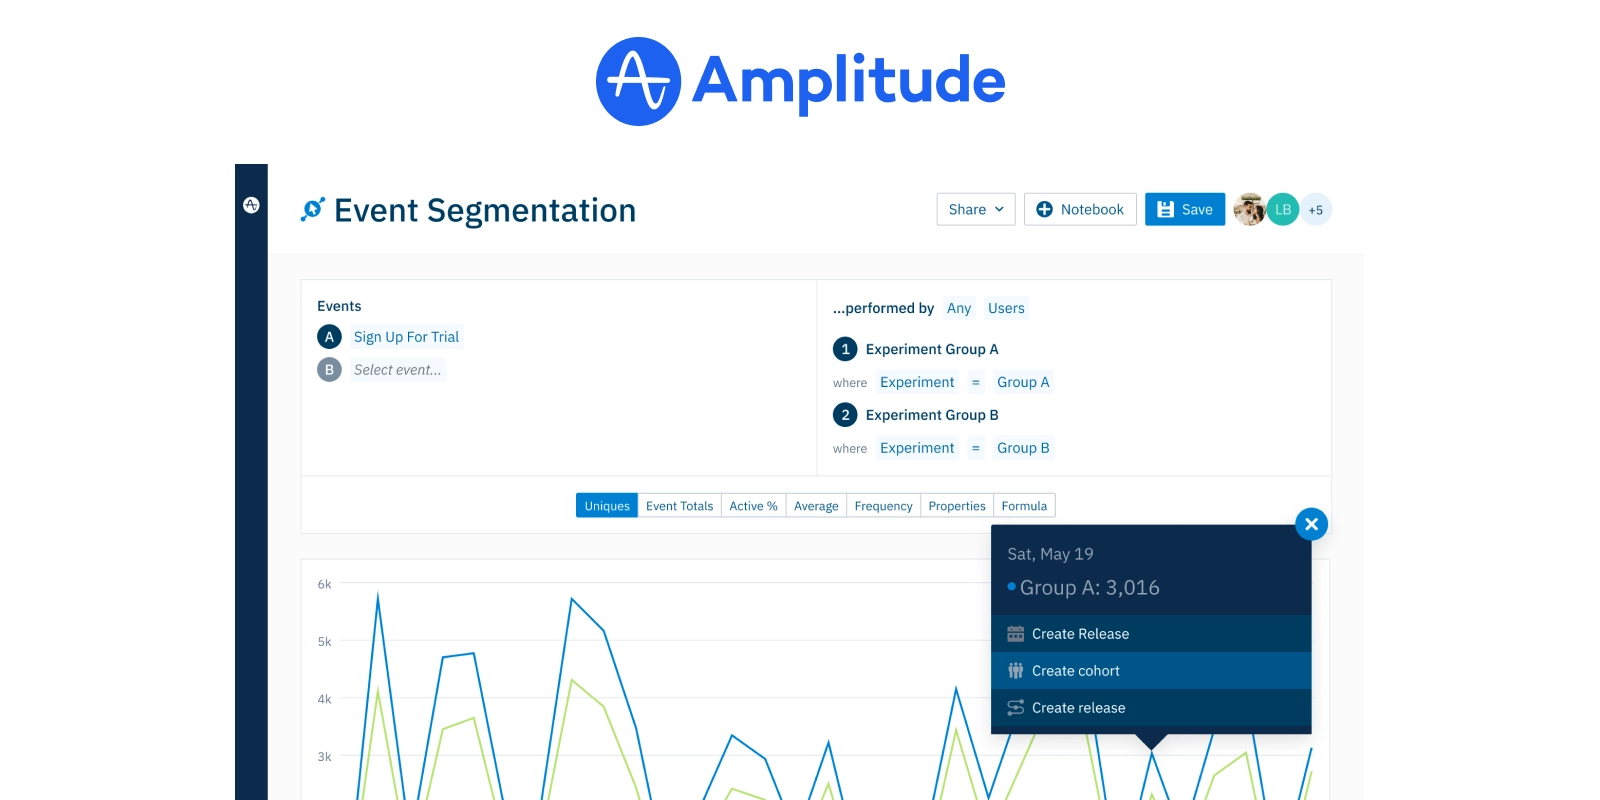 Amplitude
Event Segmentation
Share
Notebook
Save
LB
+5
Events
A Sign Up For Trial
B Select event...
...performed by Any Users
1 Experiment Group A
where Experiment = Group A
2 Experiment Group B
where Experiment = Group B
Uniques Event Totals Active % Average Frequency Properties Formula
Sat, May 19
Group A: 3,016
Create Release
Create cohort
Create release
6k
5k
4k
3k